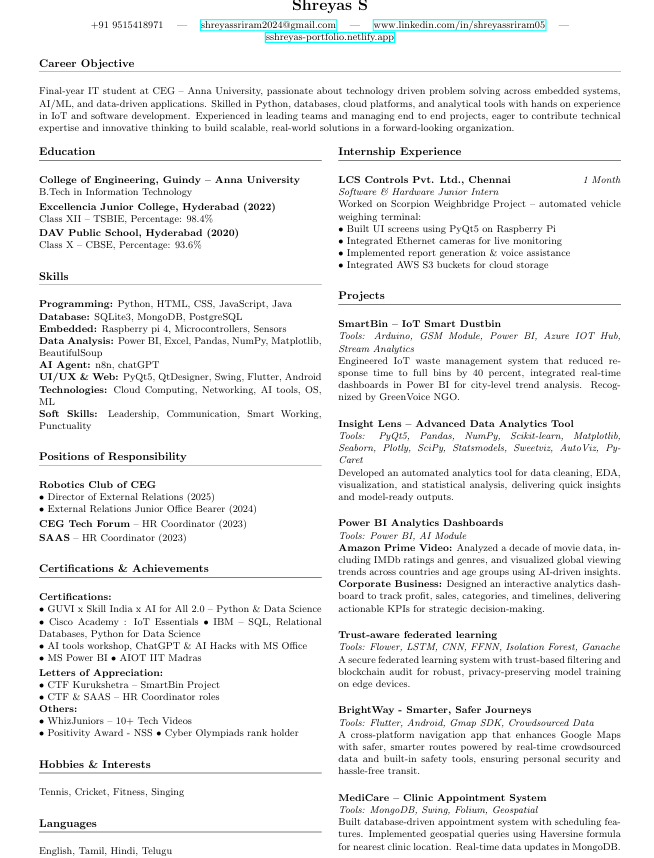 Shreyas S
+91 9515418971 — shreyassriram2024@gmail.com — www.linkedin.com/in/shreyassriram05 —
sshreyas-portfolio.netlify.app
Career Objective
Final-year IT student at CEG – Anna University, passionate about technology driven problem solving across embedded systems,
AI/ML, and data-driven applications. Skilled in Python, databases, cloud platforms, and analytical tools with hands on experience
in IoT and software development. Experienced in leading teams and managing end to end projects, eager to contribute technical
expertise and innovative thinking to build scalable, real-world solutions in a forward-looking organization.
Education
College of Engineering, Guindy – Anna University
B.Tech in Information Technology
Excellencia Junior College, Hyderabad (2022)
Class XII – TSBIE, Percentage: 98.4%
DAV Public School, Hyderabad (2020)
Class X – CBSE, Percentage: 93.6%
Skills
Programming: Python, HTML, CSS, JavaScript, Java
Database: SQLite3, MongoDB, PostgreSQL
Embedded: Raspberry pi 4, Microcontrollers, Sensors
Data Analysis: Power BI, Excel, Pandas, NumPy, Matplotlib,
BeautifulSoup
AI Agent: n8n, chatGPT
UI/UX & Web: PyQt5, QtDesigner, Swing, Flutter, Android
Technologies: Cloud Computing, Networking, AI tools, OS,
ML
Soft Skills: Leadership, Communication, Smart Working,
Punctuality
Positions of Responsibility
Robotics Club of CEG
• Director of External Relations (2025)
• External Relations Junior Office Bearer (2024)
CEG Tech Forum – HR Coordinator (2023)
SAAS – HR Coordinator (2023)
Certifications & Achievements
Certifications:
• GUVI x Skill India x AI for All 2.0 – Python & Data Science
• Cisco Academy : IoT Essentials • IBM – SQL, Relational
Databases, Python for Data Science
• AI tools workshop, ChatGPT & AI Hacks with MS Office
• MS Power BI • AIOT IIT Madras
Letters of Appreciation:
• CTF Kurukshetra – SmartBin Project
• CTF & SAAS – HR Coordinator roles
Others:
• WhizJuniors – 10+ Tech Videos
• Positivity Award - NSS • Cyber Olympiads rank holder
Hobbies & Interests
Tennis, Cricket, Fitness, Singing
Languages
English, Tamil, Hindi, Telugu
Internship Experience
LCS Controls Pvt. Ltd., Chennai 1 Month
Software & Hardware Junior Intern
Worked on Scorpion Weighbridge Project – automated vehicle
weighing terminal:
• Built UI screens using PyQt5 on Raspberry Pi
• Integrated Ethernet cameras for live monitoring
• Implemented report generation & voice assistance
• Integrated AWS S3 buckets for cloud storage
Projects
SmartBin – IoT Smart Dustbin
Tools: Arduino, GSM Module, Power BI, Azure IOT Hub,
Stream Analytics
Engineered IoT waste management system that reduced re-
sponse time to full bins by 40 percent, integrated real-time
dashboards in Power BI for city-level trend analysis. Recog-
nized by GreenVoice NGO.
Insight Lens – Advanced Data Analytics Tool
Tools: PyQt5, Pandas, NumPy, Scikit-learn, Matplotlib,
Seaborn, Plotly, SciPy, Statsmodels, Sweetviz, AutoViz, Py-
Caret
Developed an automated analytics tool for data cleaning, EDA,
visualization, and statistical analysis, delivering quick insights
and model-ready outputs.
Power BI Analytics Dashboards
Tools: Power BI, AI Module
Amazon Prime Video: Analyzed a decade of movie data, in-
cluding IMDb ratings and genres, and visualized global viewing
trends across countries and age groups using AI-driven insights.
Corporate Business: Designed an interactive analytics dash-
board to track profit, sales, categories, and timelines, delivering
actionable KPIs for strategic decision-making.
Trust-aware federated learning
Tools: Flower, LSTM, CNN, FFNN, Isolation Forest, Ganache
A secure federated learning system with trust-based filtering and
blockchain audit for robust, privacy-preserving model training
on edge devices.
BrightWay - Smarter, Safer Journeys
Tools: Flutter, Android, Gmap SDK, Crowdsourced Data
A cross-platform navigation app that enhances Google Maps
with safer, smarter routes powered by real-time crowdsourced
data and built-in safety tools, ensuring personal security and
hassle-free transit.
MediCare – Clinic Appointment System
Tools: MongoDB, Swing, Folium, Geospatial
Built database-driven appointment system with scheduling fea-
tures. Implemented geospatial queries using Haversine formula
for nearest clinic location. Real-time data updates in MongoDB.